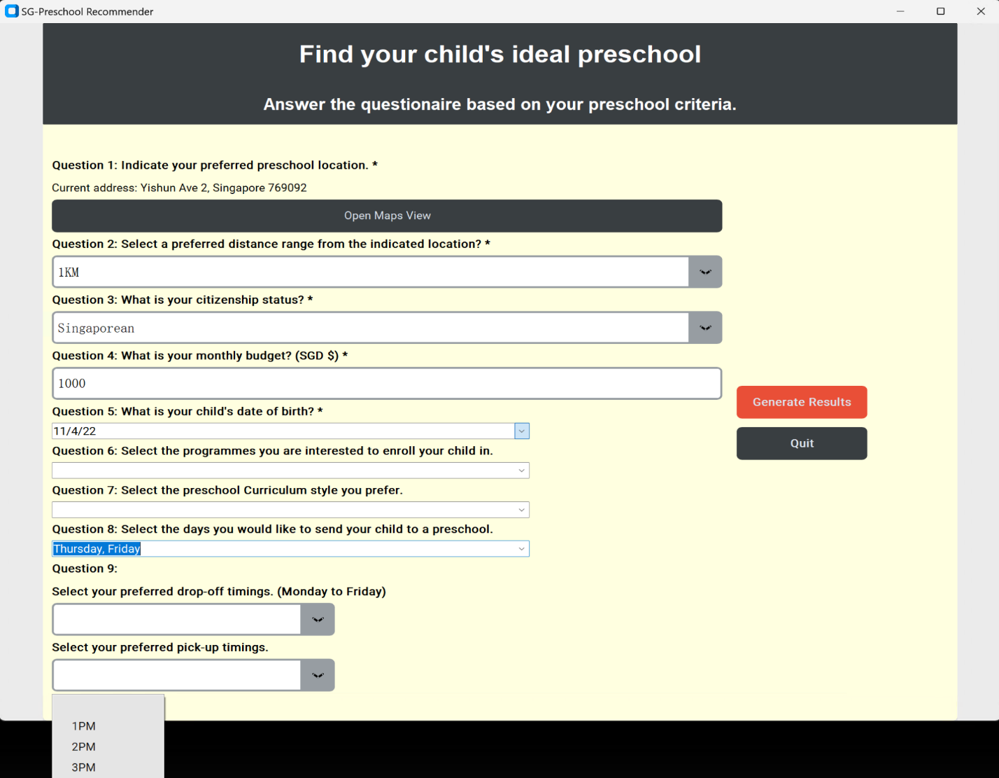 SG-Preschool Recommender
Find your child's ideal preschool
Answer the questionaire based on your preschool criteria.
Question 1: Indicate your preferred preschool location. *
Current address: Yishun Ave 2, Singapore 769092
Open Maps View
Question 2: Select a preferred distance range from the indicated location? *
1KM
Question 3: What is your citizenship status? *
Singaporean
Question 4: What is your monthly budget? (SGD $) *
1000
Generate Results
Question 5: What is your child's date of birth? *
11/4/22
Quit
Question 6: Select the programmes you are interested to enroll your child in.
Question 7: Select the preschool Curriculum style you prefer.
Question 8: Select the days you would like to send your child to a preschool.
Thursday, Friday
Question 9:
Select your preferred drop-off timings. (Monday to Friday)
Select your preferred pick-up timings.
1PM
2PM
3PM